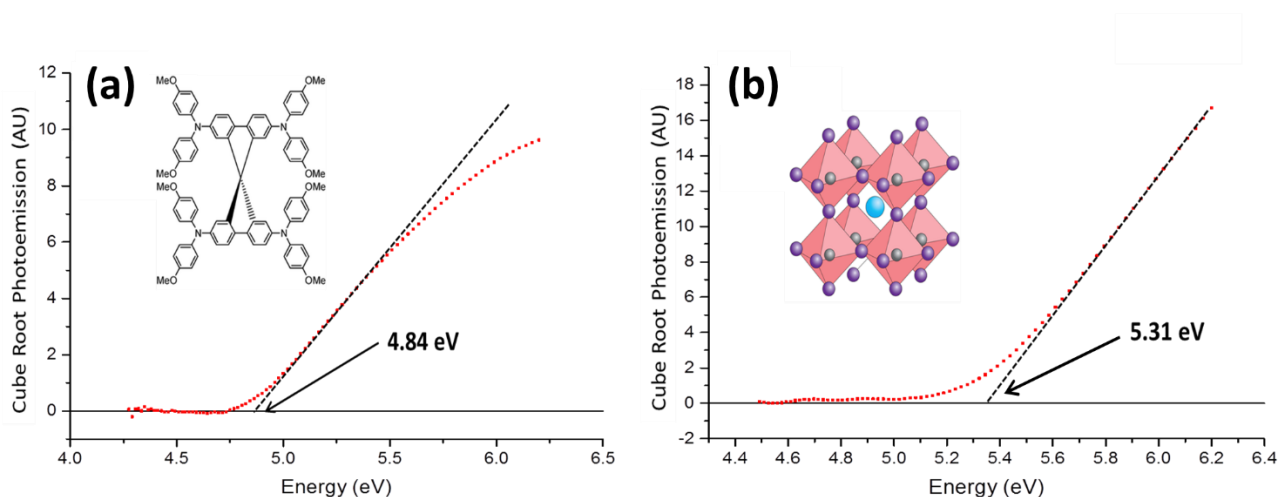 (a)
12
10
8
6
4
2
0
Cube Root Photoemission (AU)
MeO
OMe
N
N
MeO
OMe
MeO
OMe
N
N
MeO
OMe
4.84 eV
4.0
4.5
5.0
5.5
6.0
6.5
Energy (eV)
(b)
18
16
14
12
10
8
6
4
2
0
-2
Cube Root Photoemission (AU)
5.31 eV
4.4
4.6
4.8
5.0
5.2
5.4
5.6
5.8
6.0
6.2
6.4
Energy (eV)